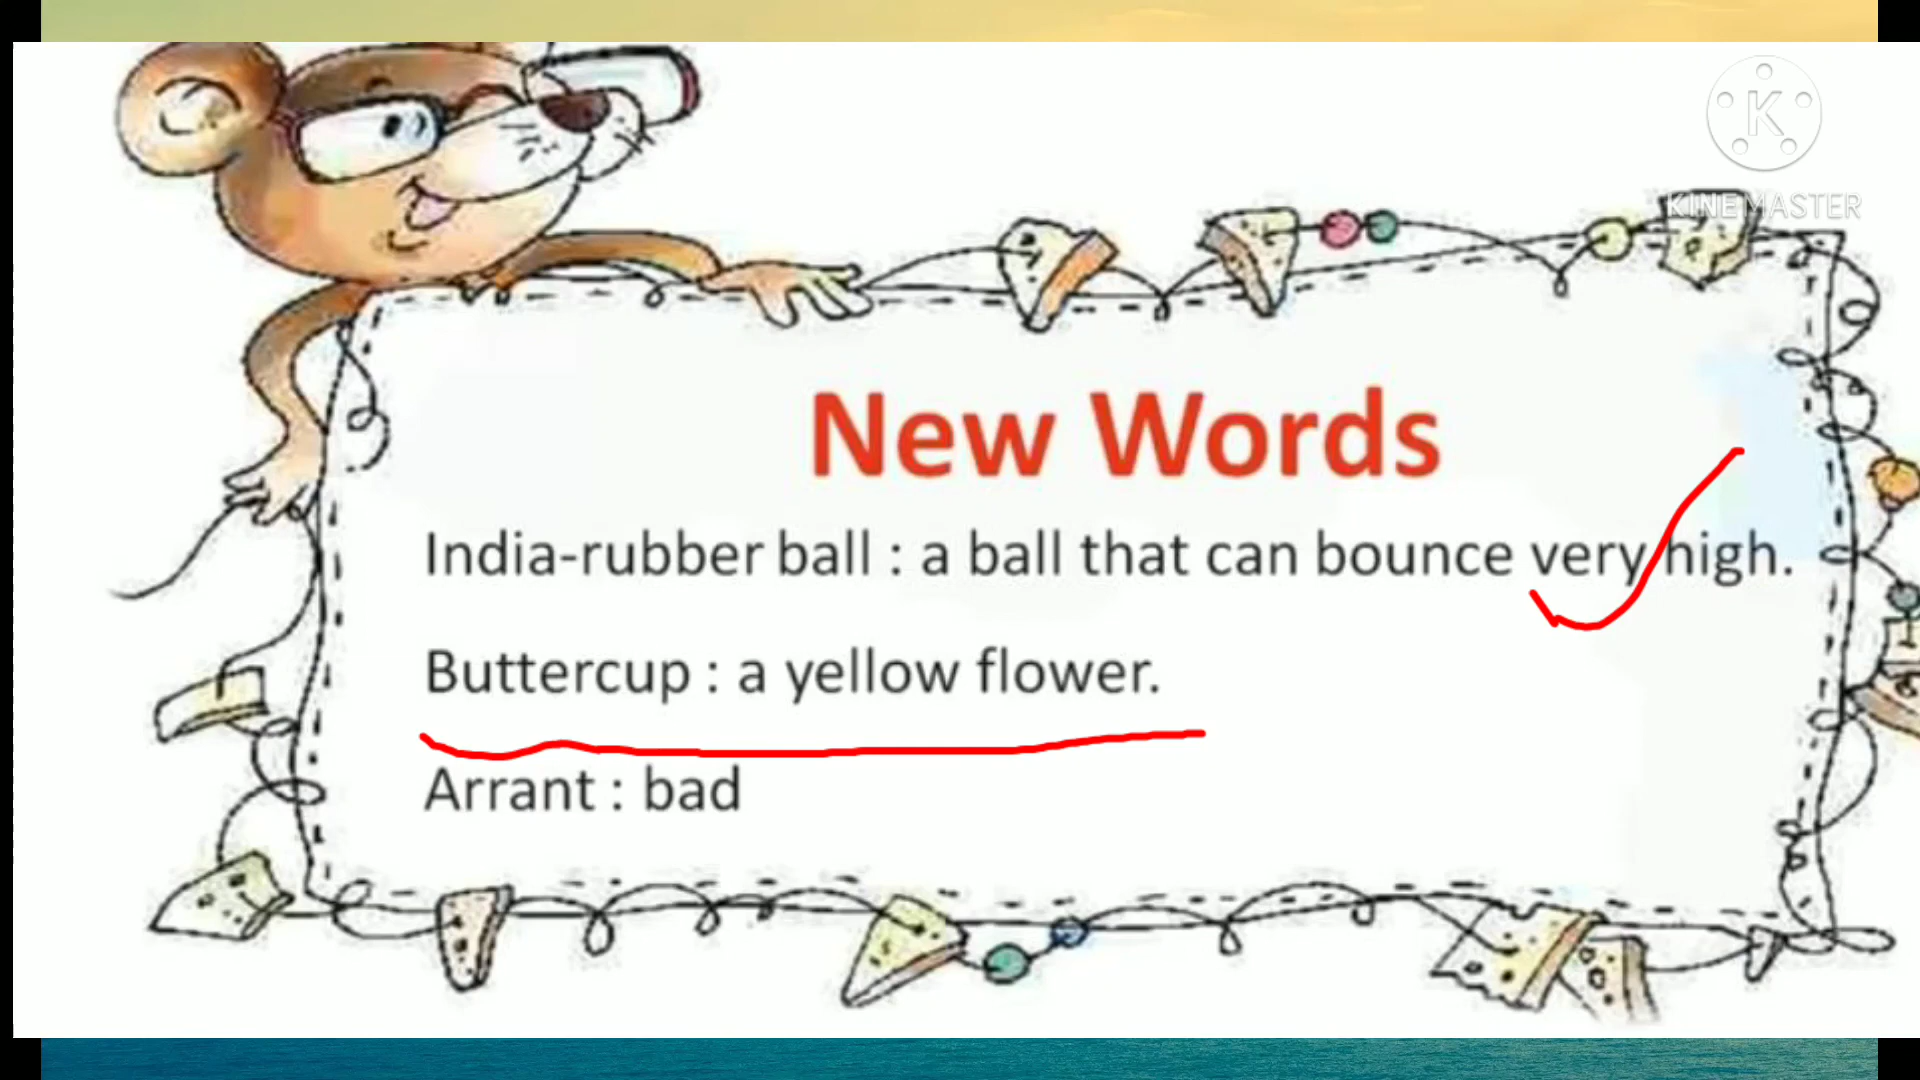 K
KINEMASTER
New Words
India-rubber ball : a ball that can bounce very high.
Buttercup : a yellow flower.
Arrant : bad